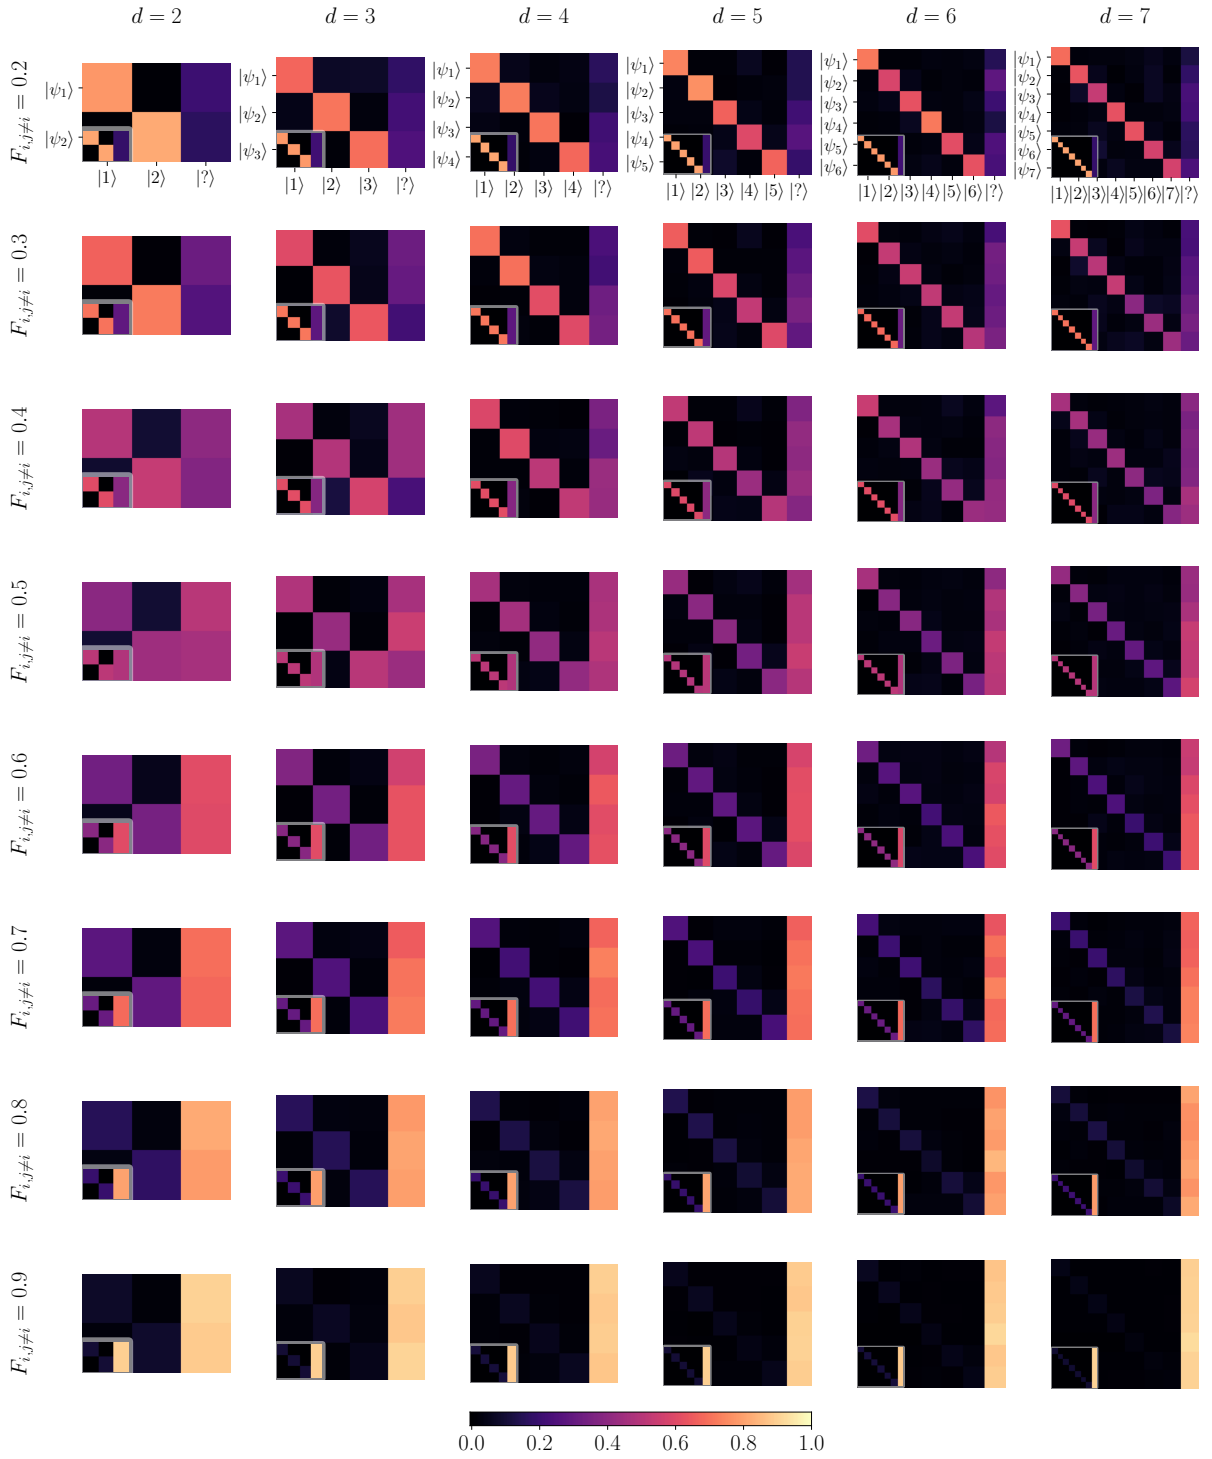 d = 2 d = 3 d = 4 d = 5 d = 6 d = 7
F_{i,j≠i} = 0.2
|ψ₁⟩
|ψ₂⟩
|1⟩ |2⟩ |?⟩
|ψ₁⟩
|ψ₂⟩
|ψ₃⟩
|1⟩ |2⟩ |3⟩ |?⟩
|ψ₁⟩
|ψ₂⟩
|ψ₃⟩
|ψ₄⟩
|1⟩ |2⟩ |3⟩ |4⟩ |?⟩
|ψ₁⟩
|ψ₂⟩
|ψ₃⟩
|ψ₄⟩
|ψ₅⟩
|1⟩ |2⟩ |3⟩ |4⟩ |5⟩ |?⟩
|ψ₁⟩
|ψ₂⟩
|ψ₃⟩
|ψ₄⟩
|ψ₅⟩
|ψ₆⟩
|1⟩ |2⟩ |3⟩ |4⟩ |5⟩ |6⟩ |?⟩
|ψ₁⟩
|ψ₂⟩
|ψ₃⟩
|ψ₄⟩
|ψ₅⟩
|ψ₆⟩
|ψ₇⟩
|1⟩ |2⟩ |3⟩ |4⟩ |5⟩ |6⟩ |7⟩ |?⟩
F_{i,j≠i} = 0.3
F_{i,j≠i} = 0.4
F_{i,j≠i} = 0.5
F_{i,j≠i} = 0.6
F_{i,j≠i} = 0.7
F_{i,j≠i} = 0.8
F_{i,j≠i} = 0.9
0.0 0.2 0.4 0.6 0.8 1.0